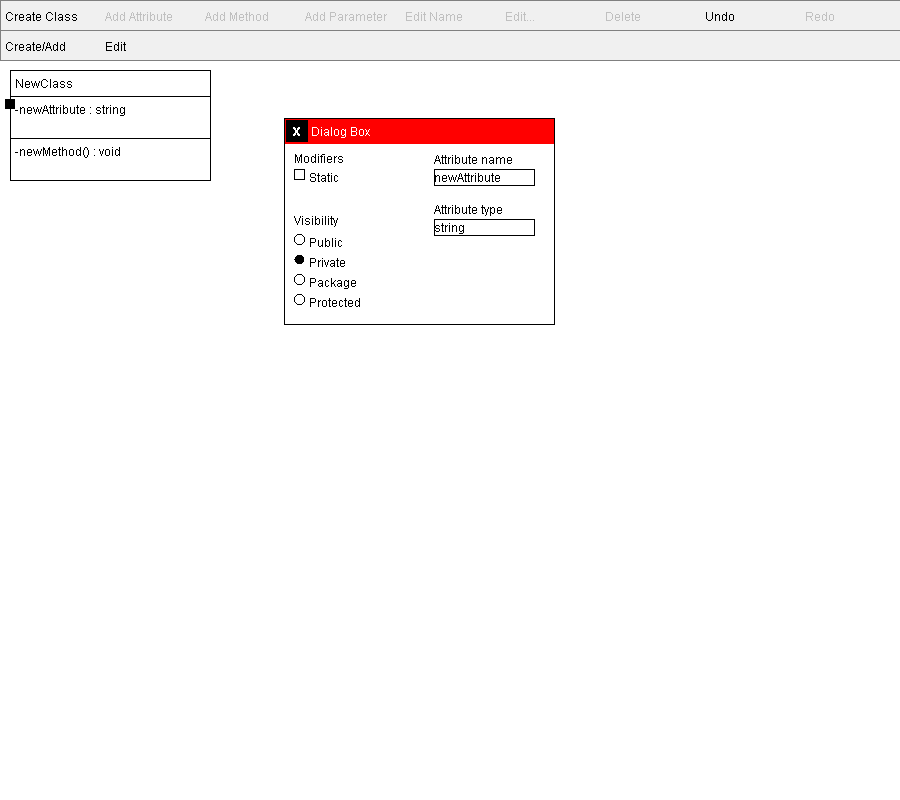 Create Class Add Attribute Add Method Add Parameter Edit Name Edit... Delete Undo Redo
Create/Add Edit
NewClass
-newAttribute : string
-newMethod() : void
X Dialog Box
Modifiers
Static
Visibility
Public
Private
Package
Protected
Attribute name
newAttribute
Attribute type
string